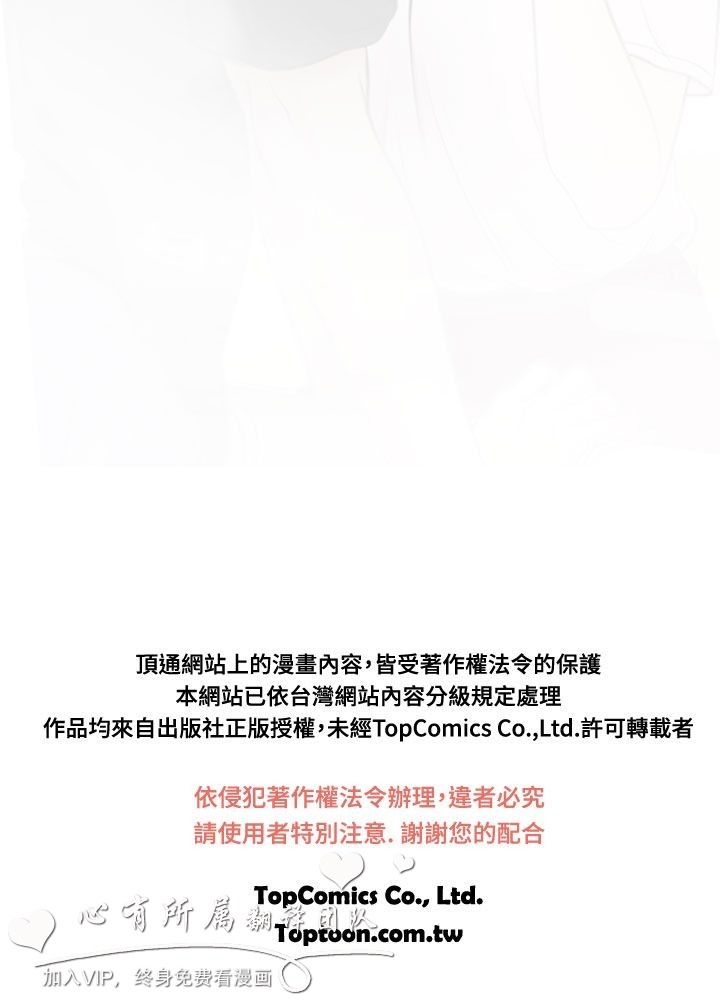 頂通網站上的漫畫內容，皆受著作權法令的保護
本網站已依台灣網站內容分級規定處理
作品均來自出版社正版授權，未經TopComics Co.,Ltd.許可轉載者
依侵犯著作權法令辦理，違者必究
請使用者特別注意. 謝謝您的配合
TopComics Co., Ltd.
Toptoon.com.tw
心有所属翻译团队
加入VIP，终身免费看漫画